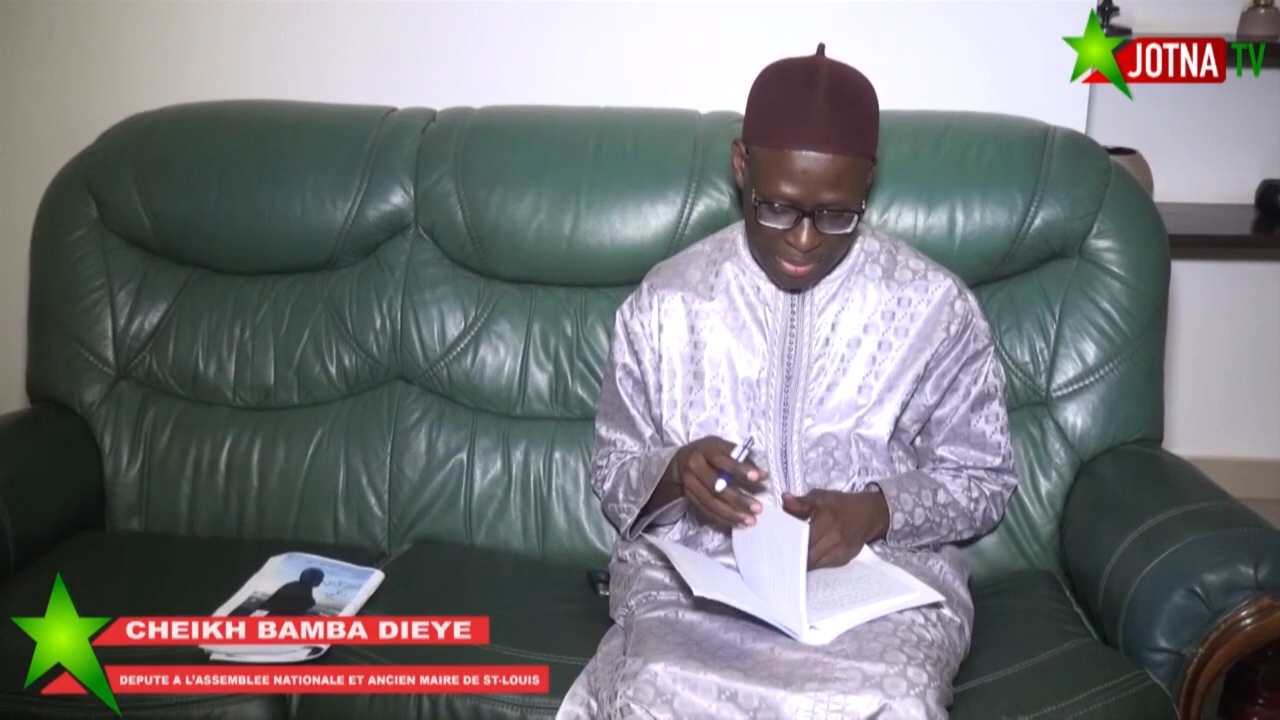 JOTNA TV
CHEIKH BAMBA DIEYE
DEPUTE A L'ASSEMBLEE NATIONALE ET ANCIEN MAIRE DE ST-LOUIS